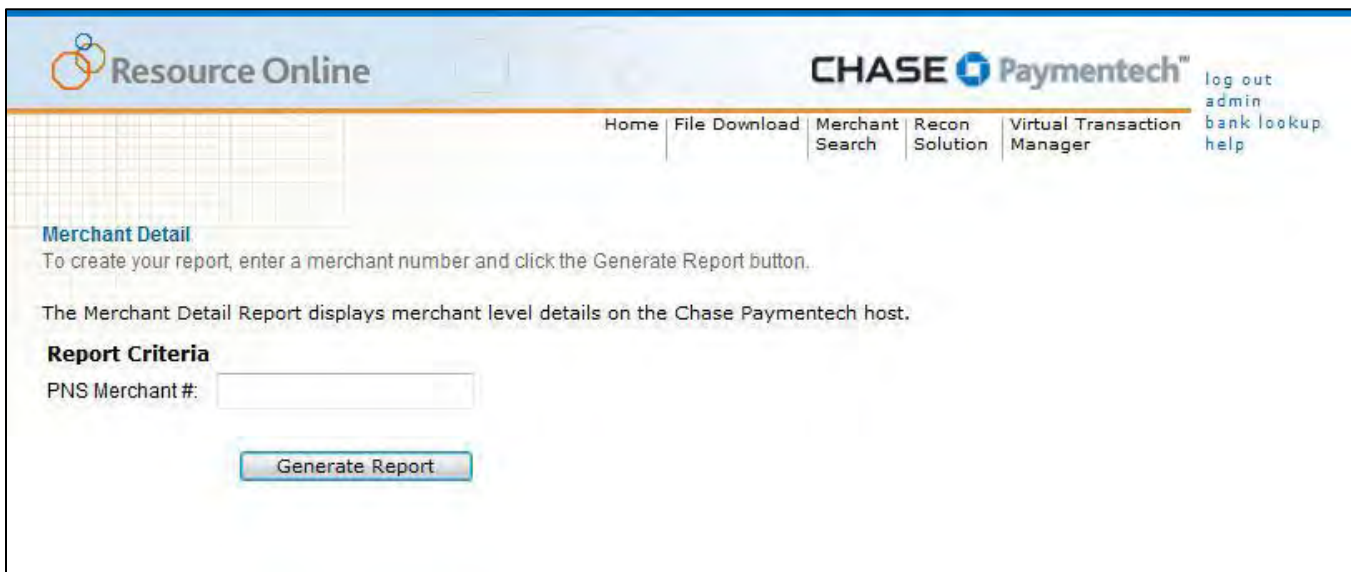 Resource Online
CHASE Paymentech™
log out
admin
bank lookup
help
Home | File Download | Merchant Search | Recon Solution | Virtual Transaction Manager
Merchant Detail
To create your report, enter a merchant number and click the Generate Report button.
The Merchant Detail Report displays merchant level details on the Chase Paymentech host.
Report Criteria
PNS Merchant #:
Generate Report